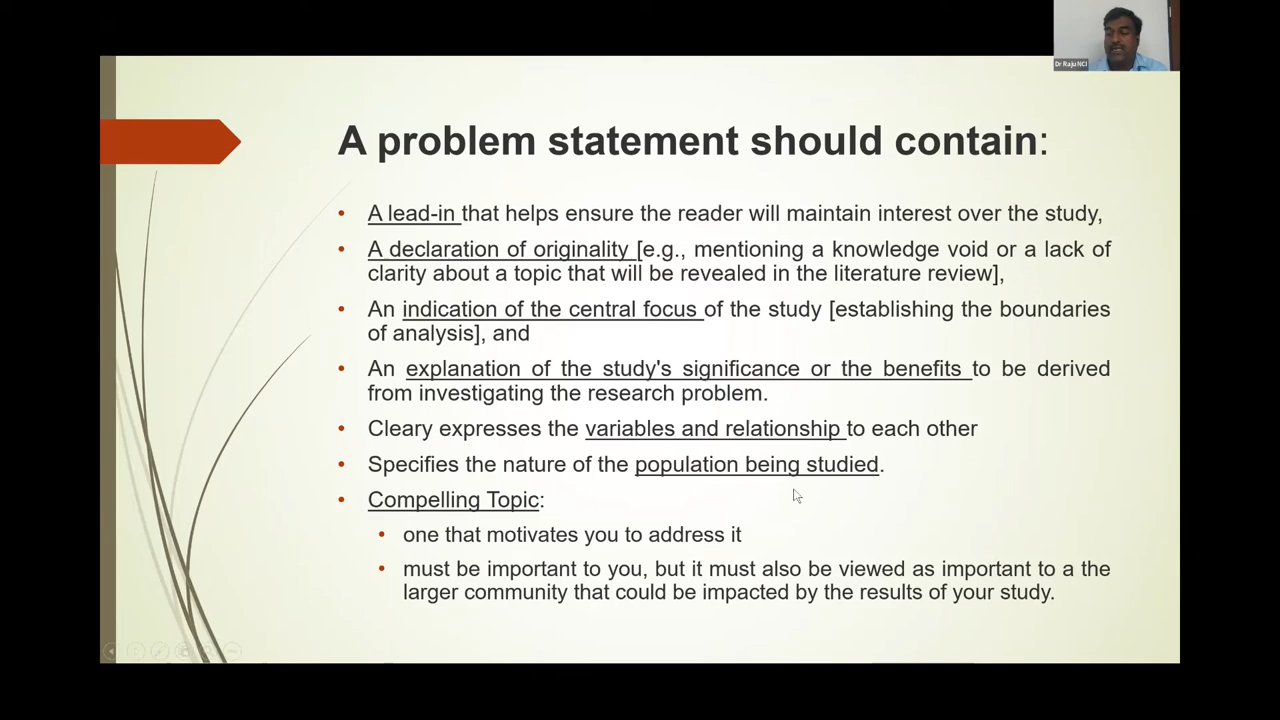 Dr Raju NCI
A problem statement should contain:
• A lead-in that helps ensure the reader will maintain interest over the study,
• A declaration of originality [e.g., mentioning a knowledge void or a lack of
clarity about a topic that will be revealed in the literature review],
• An indication of the central focus of the study [establishing the boundaries
of analysis], and
• An explanation of the study's significance or the benefits to be derived
from investigating the research problem.
• Cleary expresses the variables and relationship to each other
• Specifies the nature of the population being studied.
• Compelling Topic:
• one that motivates you to address it
• must be important to you, but it must also be viewed as important to a the
larger community that could be impacted by the results of your study.